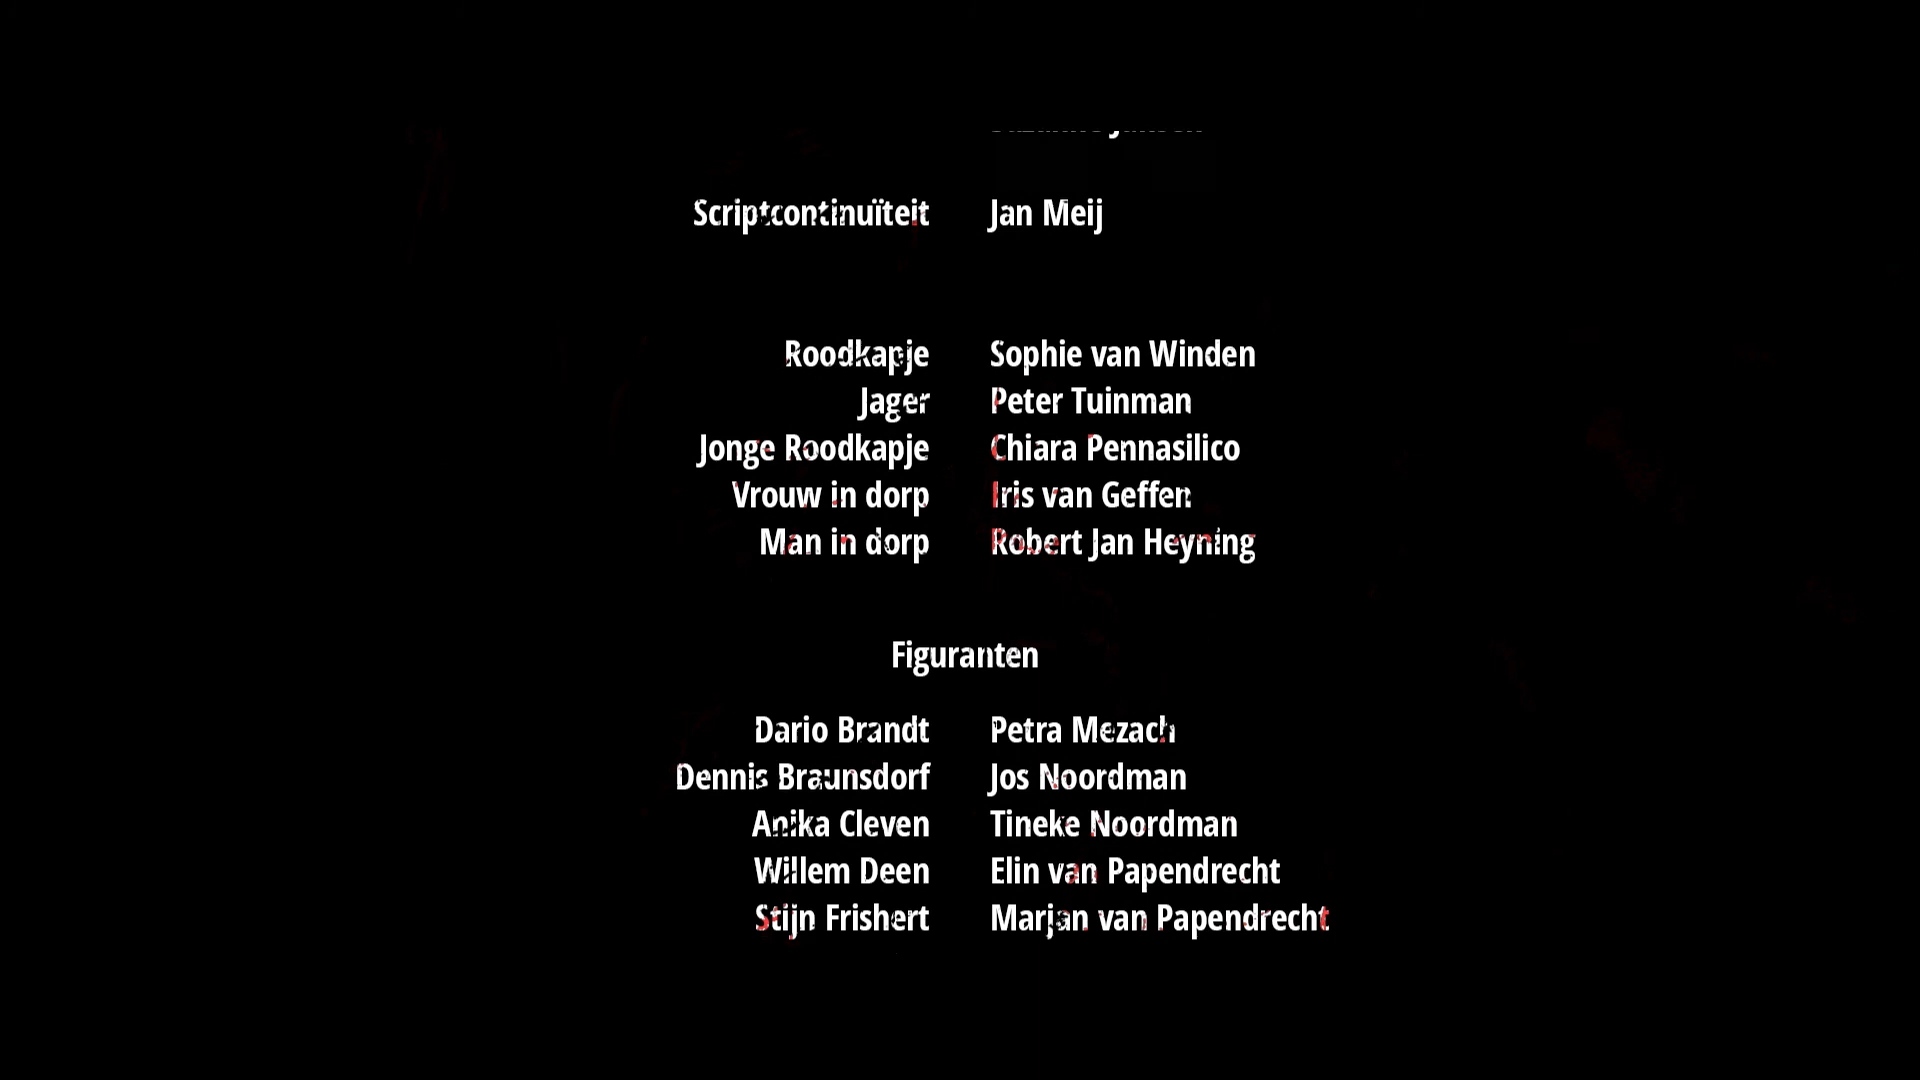 Scriptcontinuïteit Jan Meij
Roodkapje Sophie van Winden
Jager Peter Tuinman
Jonge Roodkapje Chiara Pennasilico
Vrouw in dorp Iris van Geffen
Man in dorp Robert Jan Heyning
Figuranten
Dario Brandt Petra Mezach
Dennis Braunsdorf Jos Noordman
Anika Cleven Tineke Noordman
Willem Deen Elin van Papendrecht
Stijn Frishert Marjan van Papendrecht